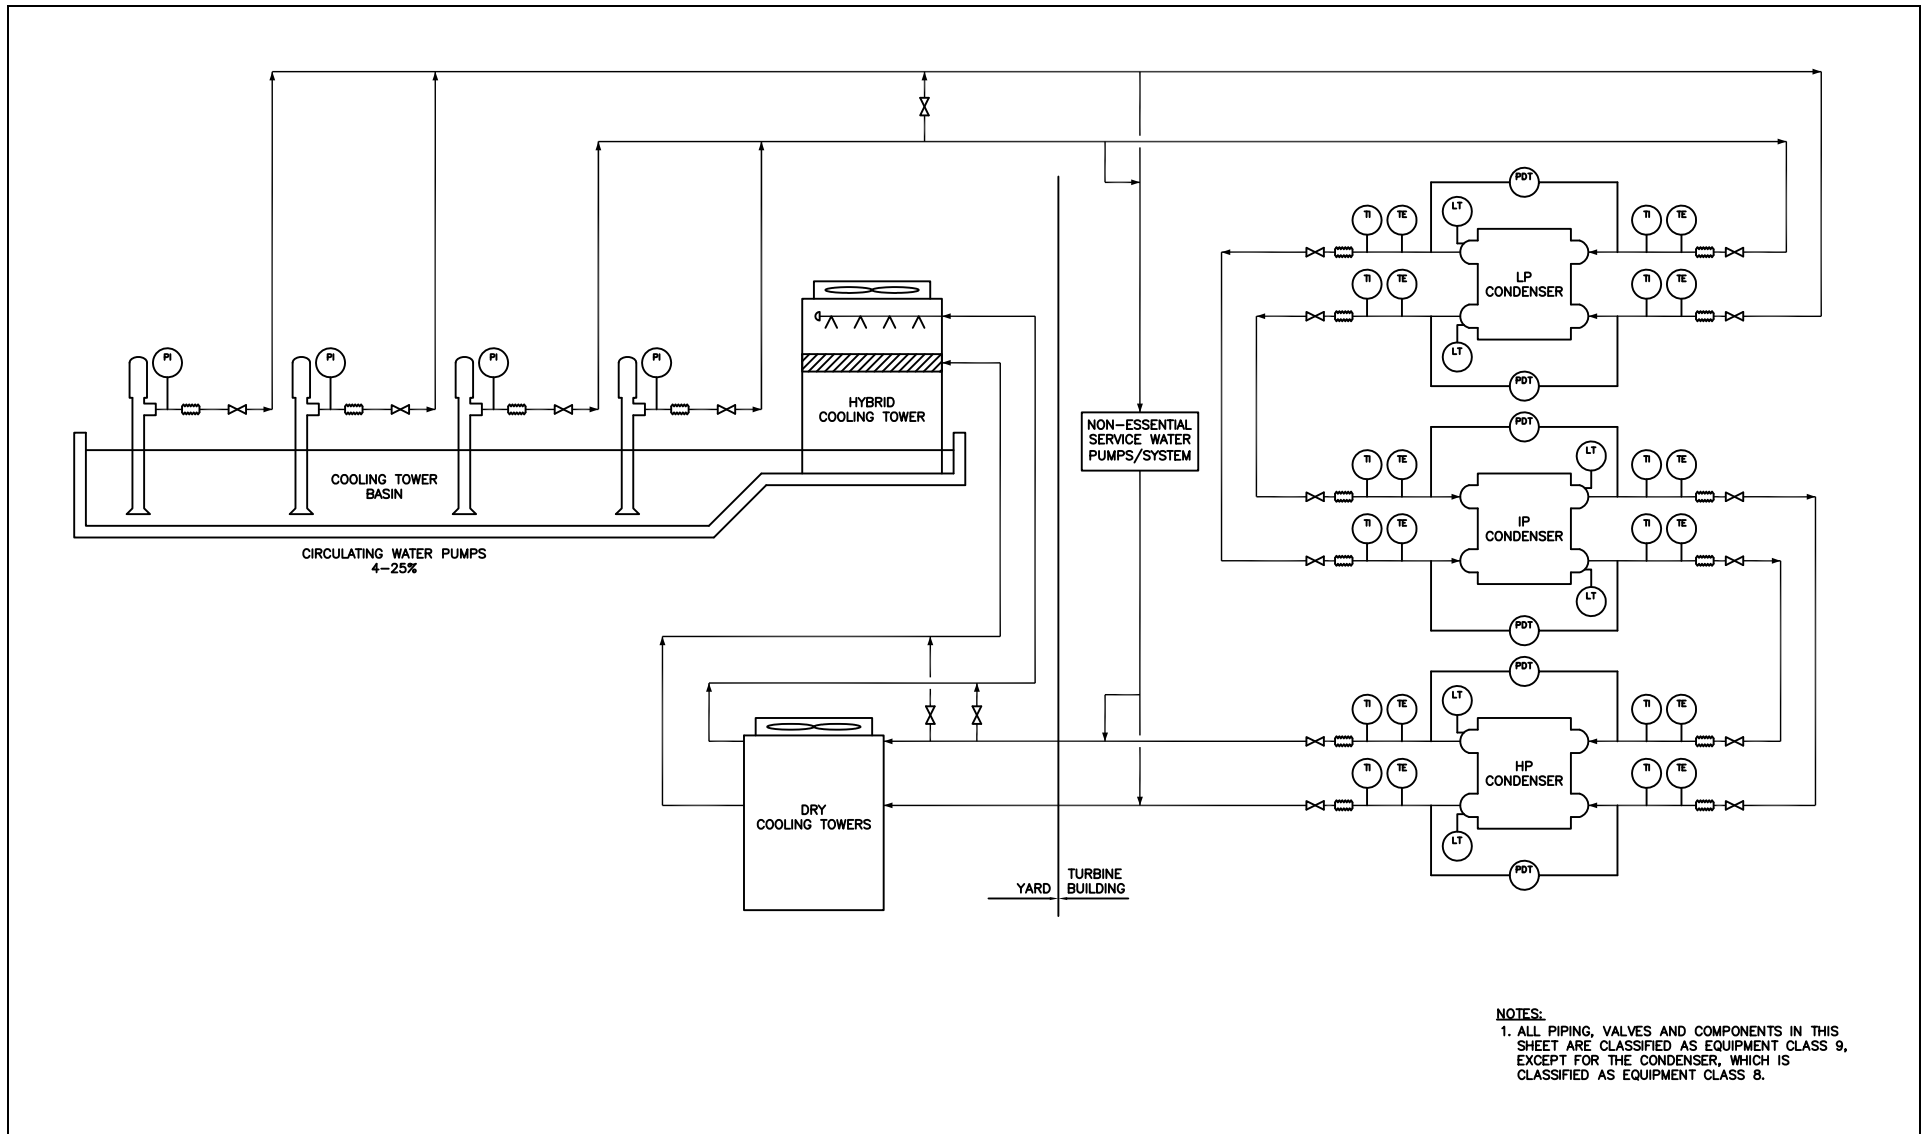 PDT
LT
TI
TE
TI
TE
TI
TE
TI
TE
LP
CONDENSER
LT
PDT
HYBRID
COOLING TOWER
PI
PI
PI
PI
COOLING TOWER
BASIN
CIRCULATING WATER PUMPS
4-25%
NON-ESSENTIAL
SERVICE WATER
PUMPS/SYSTEM
PDT
LT
TI
TE
TI
TE
TI
TE
TI
TE
IP
CONDENSER
LT
PDT
PDT
LT
TI
TE
TI
TE
TI
TE
TI
TE
HP
CONDENSER
LT
PDT
DRY
COOLING TOWERS
YARD
TURBINE
BUILDING
NOTES:
1. ALL PIPING, VALVES AND COMPONENTS IN THIS
SHEET ARE CLASSIFIED AS EQUIPMENT CLASS 9,
EXCEPT FOR THE CONDENSER, WHICH IS
CLASSIFIED AS EQUIPMENT CLASS 8.